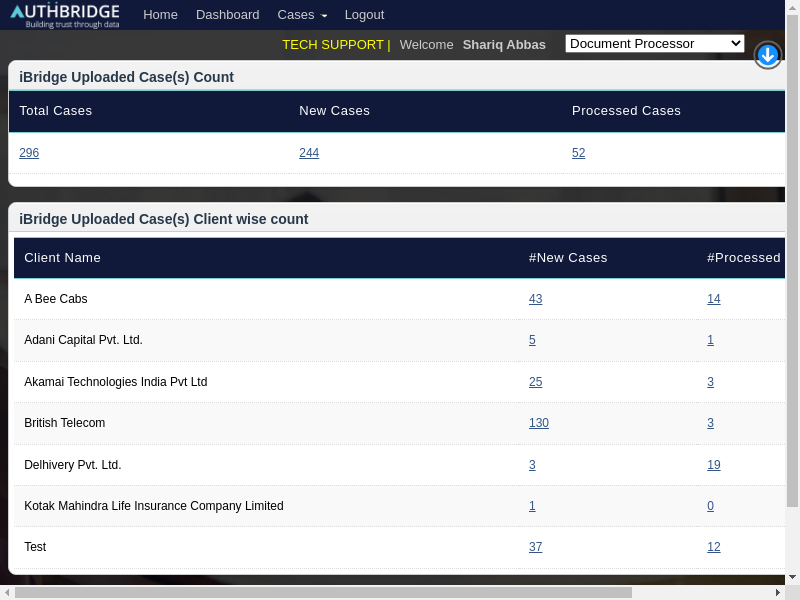 AUTHBRIDGE Home Dashboard Cases Logout
Building trust through data
TECH SUPPORT | Welcome Shariq Abbas Document Processor
iBridge Uploaded Case(s) Count
Total Cases New Cases Processed Cases
296 244 52
iBridge Uploaded Case(s) Client wise count
Client Name #New Cases #Processed
A Bee Cabs 43 14
Adani Capital Pvt. Ltd. 5 1
Akamai Technologies India Pvt Ltd 25 3
British Telecom 130 3
Delhivery Pvt. Ltd. 3 19
Kotak Mahindra Life Insurance Company Limited 1 0
Test 37 12